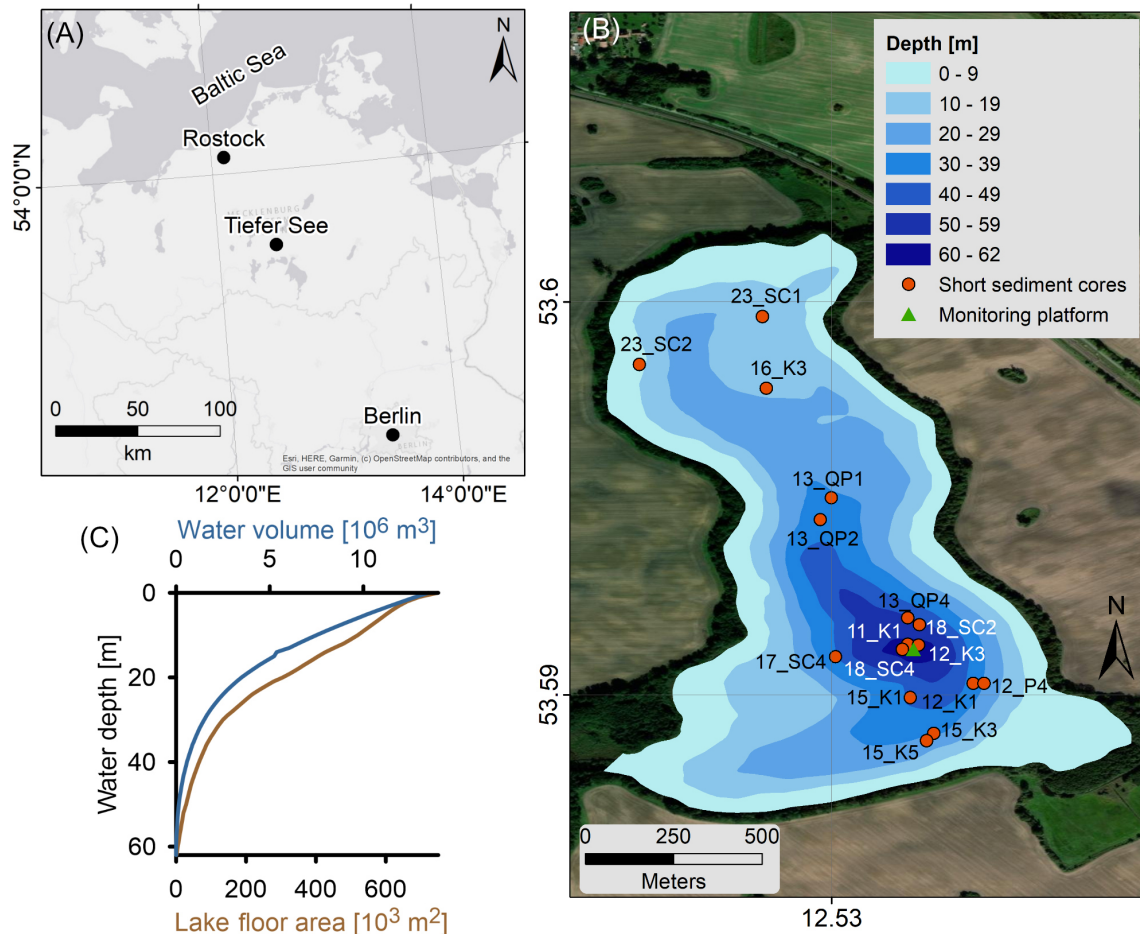 (A)
N
Baltic Sea
Rostock
54°0'0"N
MECKLENBURG
Tiefer See
0 50 100
km
Berlin
BERLIN
Esri, HERE, Garmin, (c) OpenStreetMap contributors, and the
GIS user community
12°0'0"E 14°0'0"E
(B)
Depth [m]
0 - 9
10 - 19
20 - 29
30 - 39
40 - 49
50 - 59
60 - 62
Short sediment cores
Monitoring platform
53.6
53.59
12.53
23_SC1
23_SC2
16_K3
13_QP1
13_QP2
13_QP4
11_K1
18_SC2
12_K3
17_SC4
18_SC4
12_P4
15_K1
12_K1
15_K3
15_K5
N
0 250 500
Meters
(C)
Water volume [10⁶ m³]
0 5 10
Water depth [m]
0
20
40
60
0 200 400 600
Lake floor area [10³ m²]